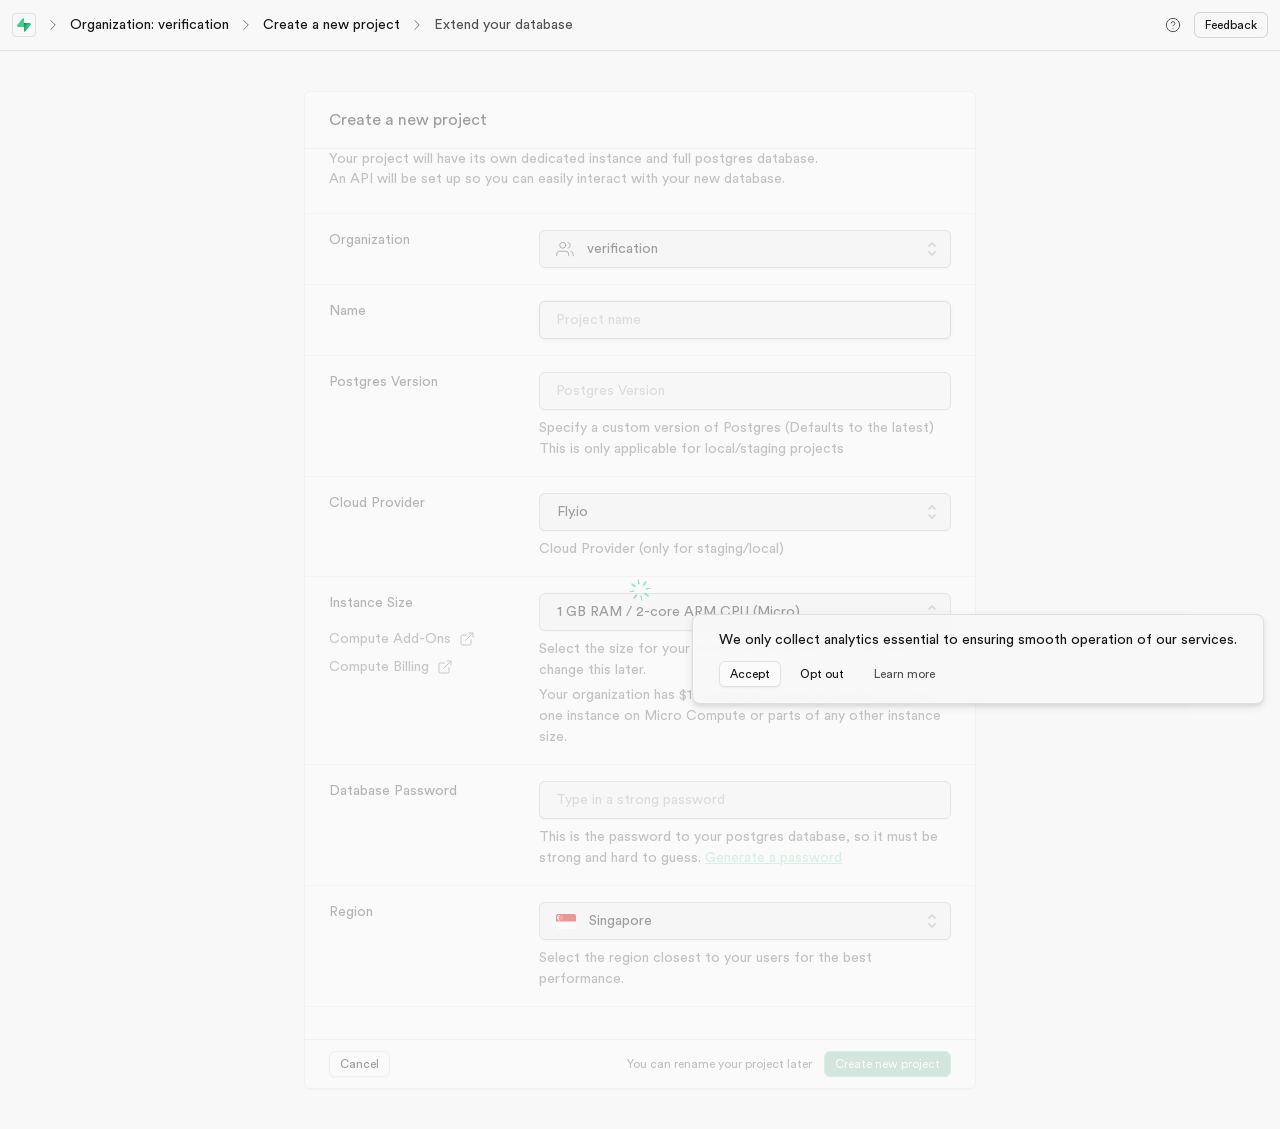 Organization: verification
Create a new project
Extend your database
Feedback
Create a new project
Your project will have its own dedicated instance and full postgres database.
An API will be set up so you can easily interact with your new database.
Organization
verification
Name
Project name
Postgres Version
Postgres Version
Specify a custom version of Postgres (Defaults to the latest)
This is only applicable for local/staging projects
Cloud Provider
Fly.io
Cloud Provider (only for staging/local)
Instance Size
1 GB RAM / 2-core ARM CPU (Micro)
Compute Add-Ons
Compute Billing
Select the size for your
change this later.
Your organization has $1
one instance on Micro Compute or parts of any other instance
size.
We only collect analytics essential to ensuring smooth operation of our services.
Accept
Opt out
Learn more
Database Password
Type in a strong password
This is the password to your postgres database, so it must be
strong and hard to guess. Generate a password
Region
Singapore
Select the region closest to your users for the best
performance.
Cancel
You can rename your project later
Create new project